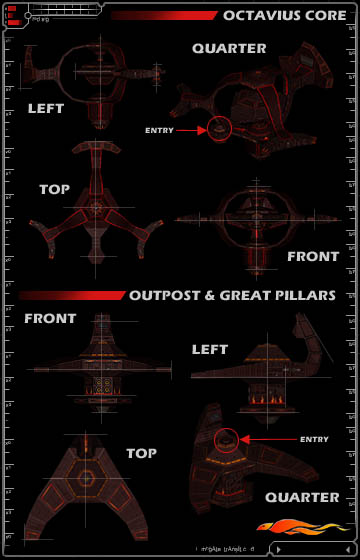 OCTAVIUS CORE
QUARTER
LEFT
ENTRY
TOP
FRONT
OUTPOST & GREAT PILLARS
FRONT
LEFT
TOP
ENTRY
QUARTER